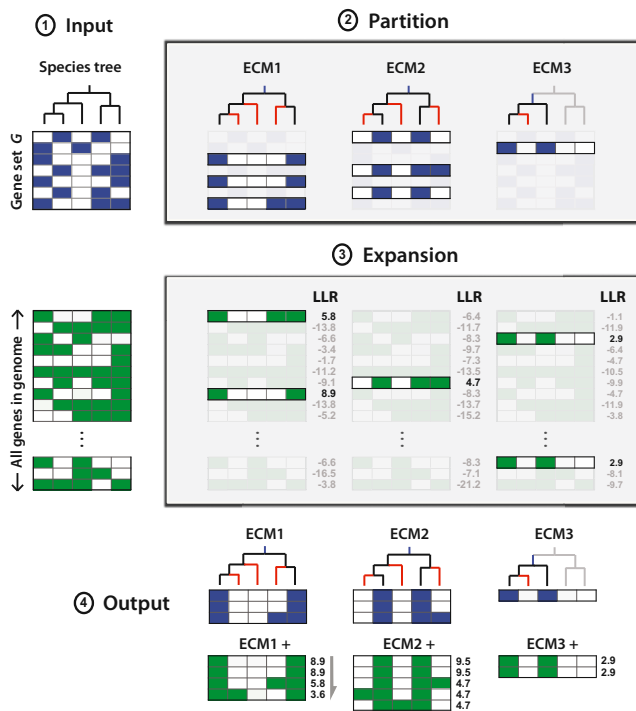 1 Input
2 Partition
Species tree
ECM1
ECM2
ECM3
Gene set G
3 Expansion
LLR
LLR
LLR
All genes in genome
5.8
-13.8
-6.6
-3.4
-1.7
-11.2
-9.1
8.9
-13.8
-5.2
-6.6
-16.5
-3.8
-6.4
-11.7
-8.3
-9.7
-7.3
-13.5
4.7
-8.3
-13.7
-15.2
-8.3
-7.1
-21.2
-1.1
-11.9
2.9
-6.4
-4.7
-10.5
-9.9
-4.7
-11.9
-3.8
2.9
-8.1
-9.7
4 Output
ECM1
ECM2
ECM3
ECM1 +
ECM2 +
ECM3 +
8.9
8.9
5.8
3.6
9.5
9.5
4.7
4.7
4.7
2.9
2.9